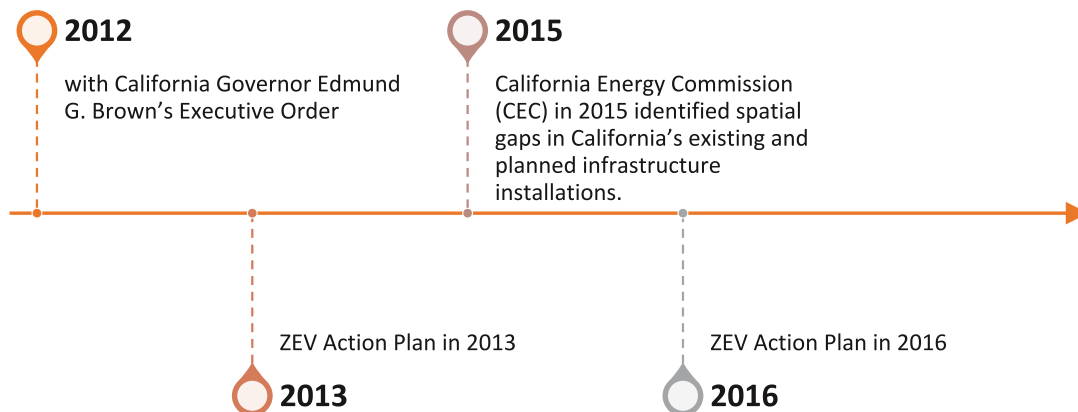 2012
with California Governor Edmund
G. Brown’s Executive Order
2015
California Energy Commission
(CEC) in 2015 identified spatial
gaps in California’s existing and
planned infrastructure
installations.
ZEV Action Plan in 2013
2013
ZEV Action Plan in 2016
2016